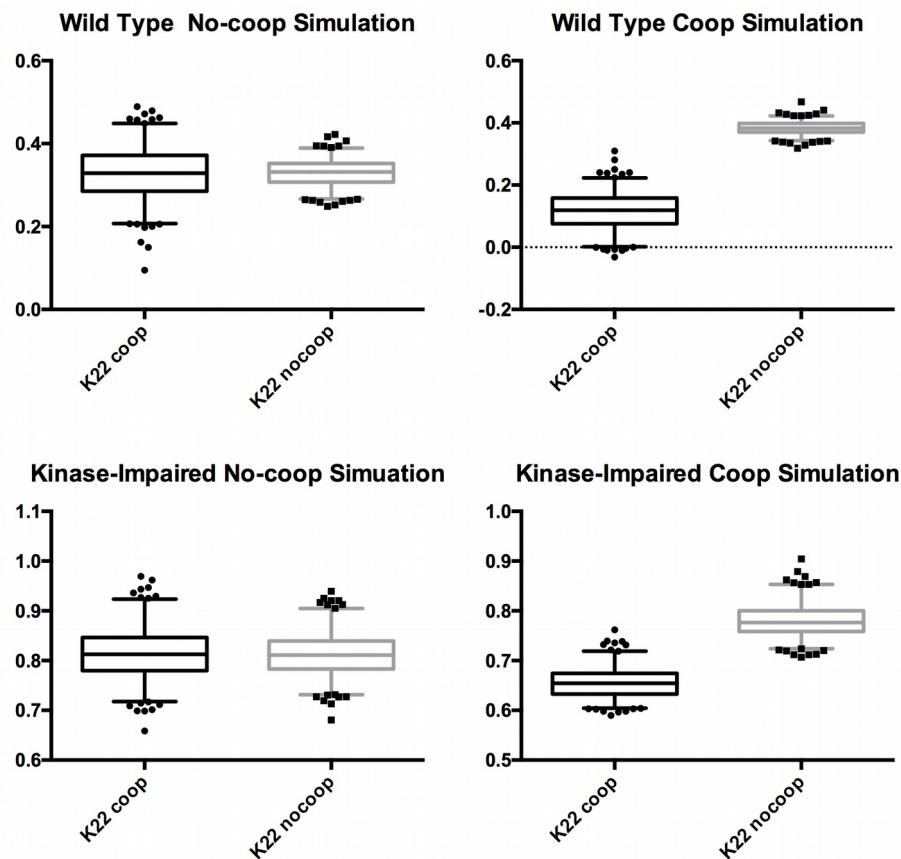 Wild Type No-coop Simulation
0.6
0.4
0.2
0.0
K22 coop
K22 nocoop
Wild Type Coop Simulation
0.6
0.4
0.2
0.0
-0.2
K22 coop
K22 nocoop
Kinase-Impaired No-coop Simuation
1.1
1.0
0.9
0.8
0.7
0.6
K22 coop
K22 nocoop
Kinase-Impaired Coop Simulation
1.0
0.9
0.8
0.7
0.6
0.5
K22 coop
K22 nocoop